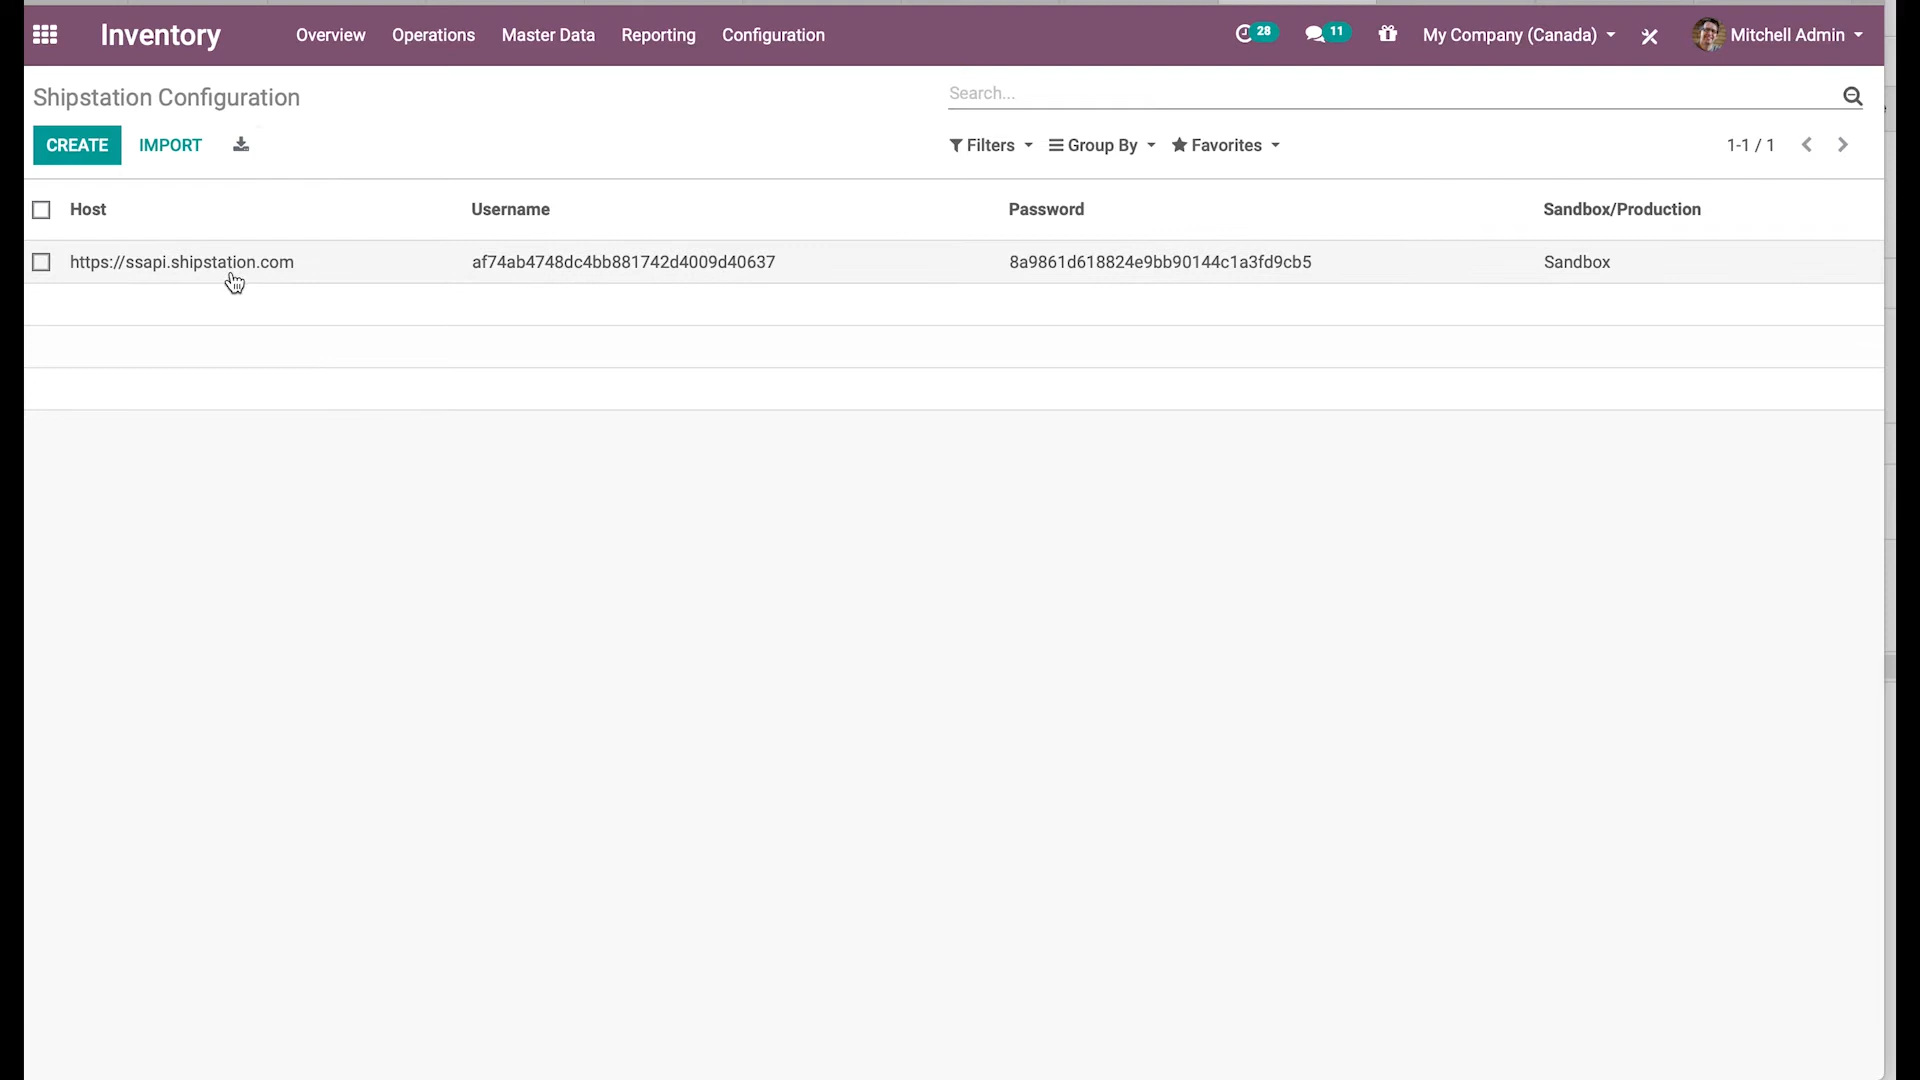 Inventory Overview Operations Master Data Reporting Configuration 28 11 My Company (Canada) Mitchell Admin
Shipstation Configuration Search...
CREATE IMPORT Filters Group By Favorites 1-1 / 1
Host Username Password Sandbox/Production
https://ssapi.shipstation.com af74ab4748dc4bb881742d4009d40637 8a9861d618824e9bb90144c1a3fd9cb5 Sandbox